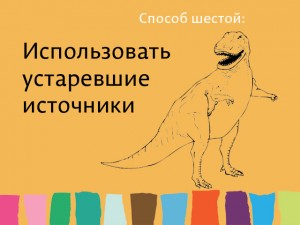 Способ шестой:
Использовать
устаревшие
источники